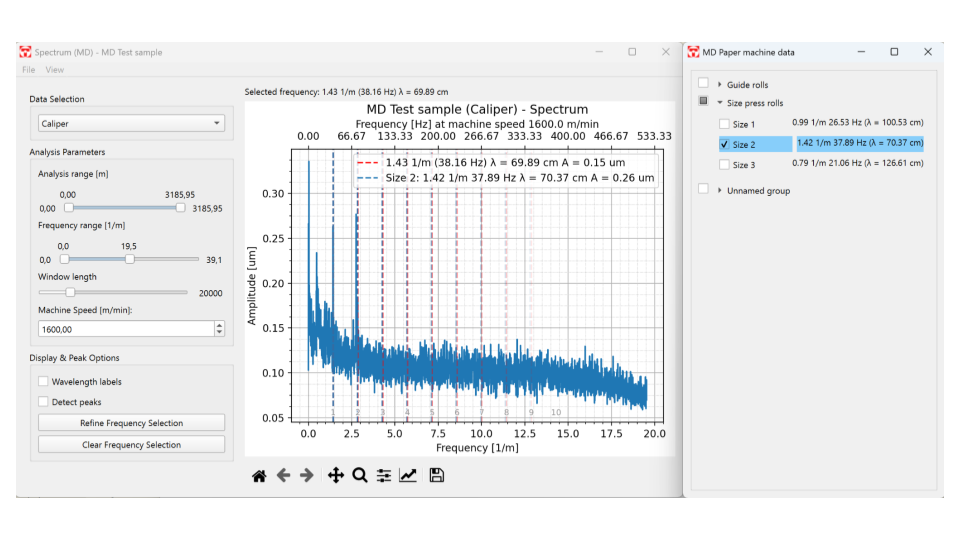 Spectrum (MD) - MD Test sample
File View
Data Selection
Caliper
Analysis Parameters
Analysis range [m]
0,00 3185,95
0,00 3185,95
Frequency range [1/m]
0,0 19,5
0,0 39,1
Window length
20000
Machine Speed [m/min]:
1600,00
Display & Peak Options
Wavelength labels
Detect peaks
Refine Frequency Selection
Clear Frequency Selection
Selected frequency: 1.43 1/m (38.16 Hz) λ = 69.89 cm
MD Test sample (Caliper) - Spectrum
Frequency [Hz] at machine speed 1600.0 m/min
0.00 66.67 133.33 200.00 266.67 333.33 400.00 466.67 533.33
1.43 1/m (38.16 Hz) λ = 69.89 cm A = 0.15 um
Size 2: 1.42 1/m 37.89 Hz λ = 70.37 cm A = 0.26 um
Amplitude [um]
0.30
0.25
0.20
0.15
0.10
0.05
1 2 3 4 5 6 7 8 9 10
0.0 2.5 5.0 7.5 10.0 12.5 15.0 17.5 20.0
Frequency [1/m]
MD Paper machine data
Guide rolls
Size press rolls
Size 1 0.99 1/m 26.53 Hz (λ = 100.53 cm)
Size 2 1.42 1/m 37.89 Hz (λ = 70.37 cm)
Size 3 0.79 1/m 21.06 Hz (λ = 126.61 cm)
Unnamed group